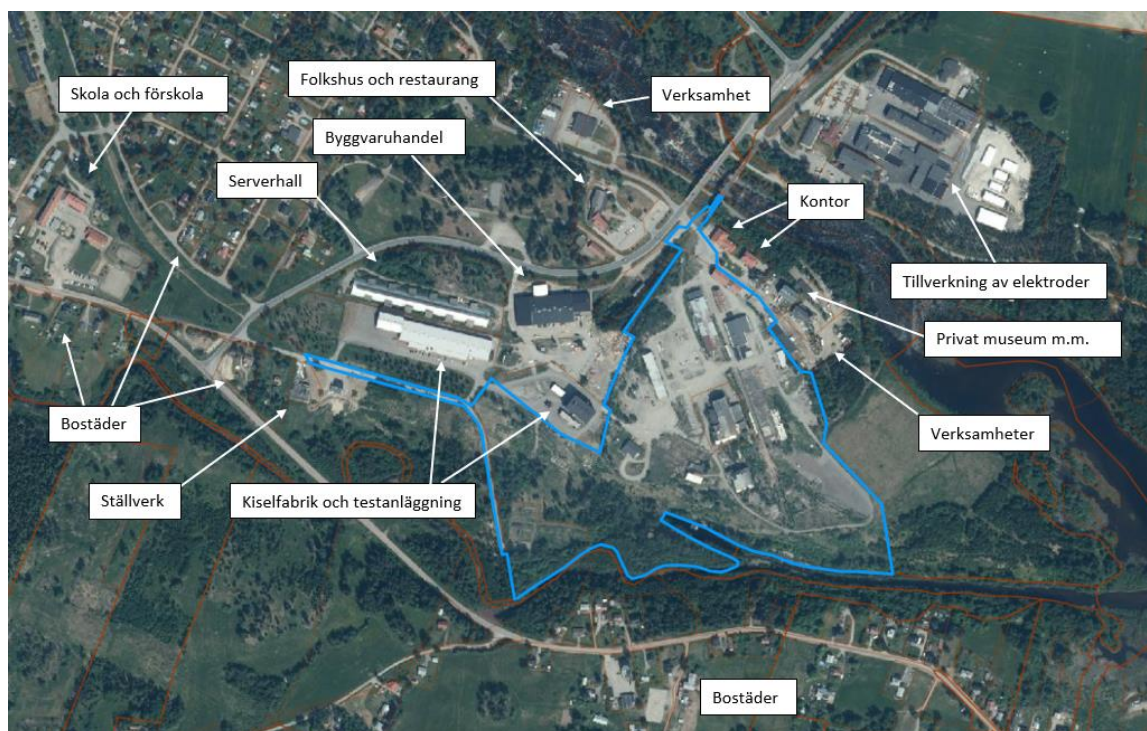 Folkshus och restaurang
Verksamhet
Skola och förskola
Byggvaruhandel
Serverhall
Kontor
Tillverkning av elektroder
Privat museum m.m.
Bostäder
Verksamheter
Ställverk
Kiselfabrik och testanläggning
Bostäder